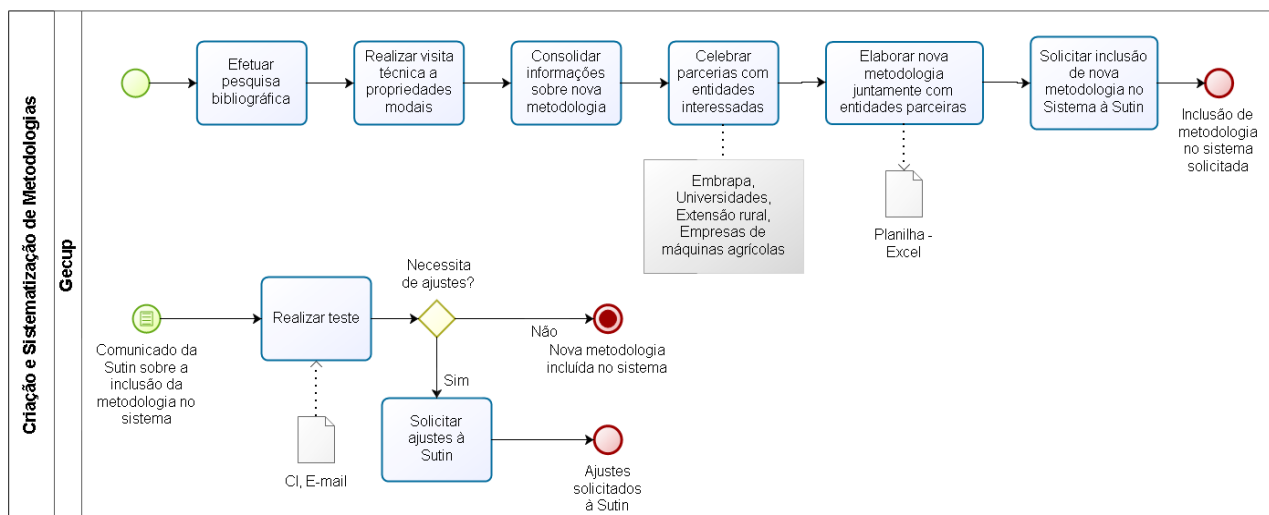 Criação e Sistematização de Metodologias
Gecup
Efetuar
pesquisa
bibliográfica
Realizar visita
técnica a
propriedades
modais
Consolidar
informações
sobre nova
metodologia
Celebrar
parcerias com
entidades
interessadas
Elaborar nova
metodologia
juntamente com
entidades parceiras
Solicitar inclusão
de nova
metodologia no
Sistema à Sutin
Inclusão de
metodologia
no sistema
solicitada
Embrapa,
Universidades,
Extensão rural,
Empresas de
máquinas agrícolas
Planilha -
Excel
Comunicado da
Sutin sobre a
inclusão da
metodologia no
sistema
Realizar teste
CI, E-mail
Necessita
de ajustes?
Não
Nova metodologia
incluída no sistema
Sim
Solicitar
ajustes à
Sutin
Ajustes
solicitados
à Sutin